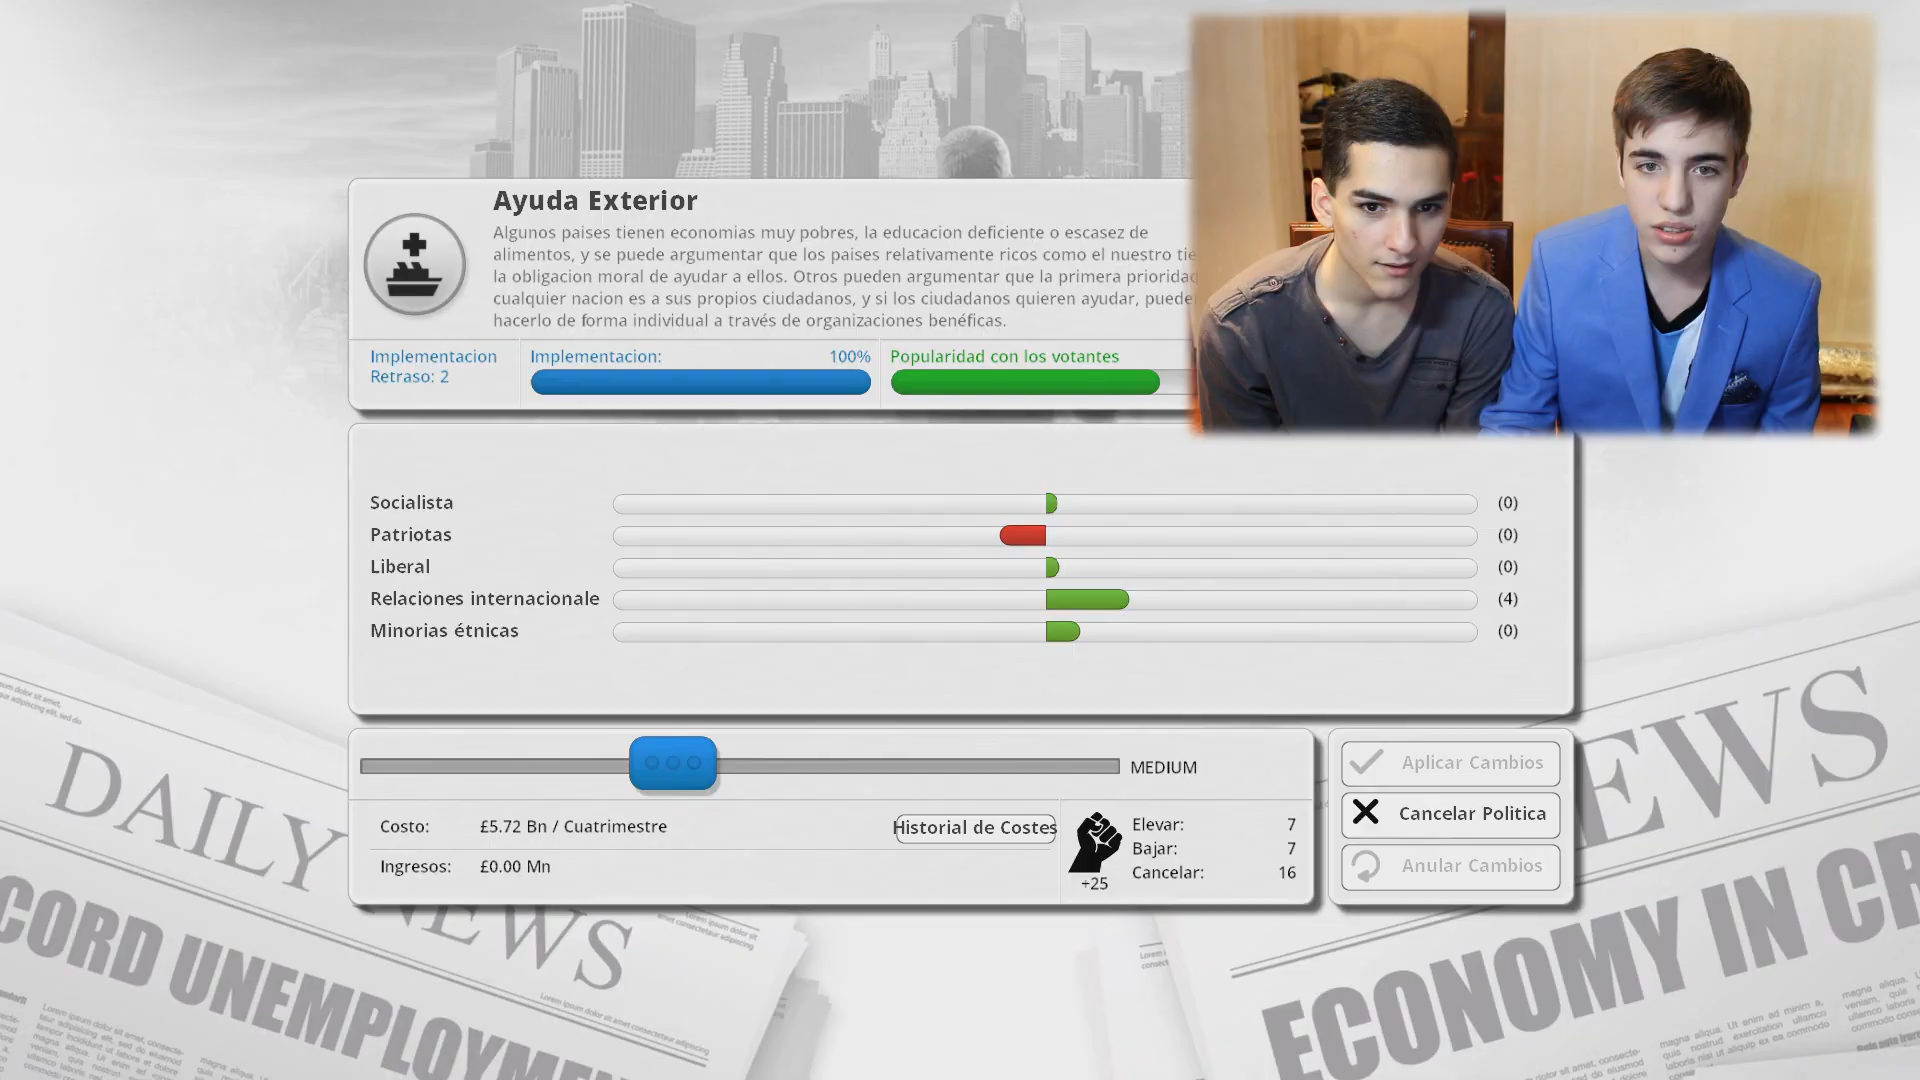 Ayuda Exterior
Algunos paises tienen economias muy pobres, la educacion deficiente o escasez de
alimentos, y se puede argumentar que los paises relativamente ricos como el nuestro
la obligacion moral de ayudar a ellos. Otros pueden argumentar que la primera prioridad
cualquier nacion es a sus propios ciudadanos, y si los ciudadanos quieren ayudar,
hacerlo de forma individual a través de organizaciones benéficas.
Implementacion
Retraso: 2
Implementacion: 100%
Popularidad con los votantes
Socialista (0)
Patriotas (0)
Liberal (0)
Relaciones internacionale (4)
Minorias étnicas (0)
MEDIUM
Costo: £5.72 Bn / Cuatrimestre
Historial de Costes
Ingresos: £0.00 Mn
+25
Elevar: 7
Bajar: 7
Cancelar: 16
Aplicar Cambios
Cancelar Politica
Anular Cambios
DAILY NEWS
CORD UNEMPLOYME
EWS
ECONOMY IN CR